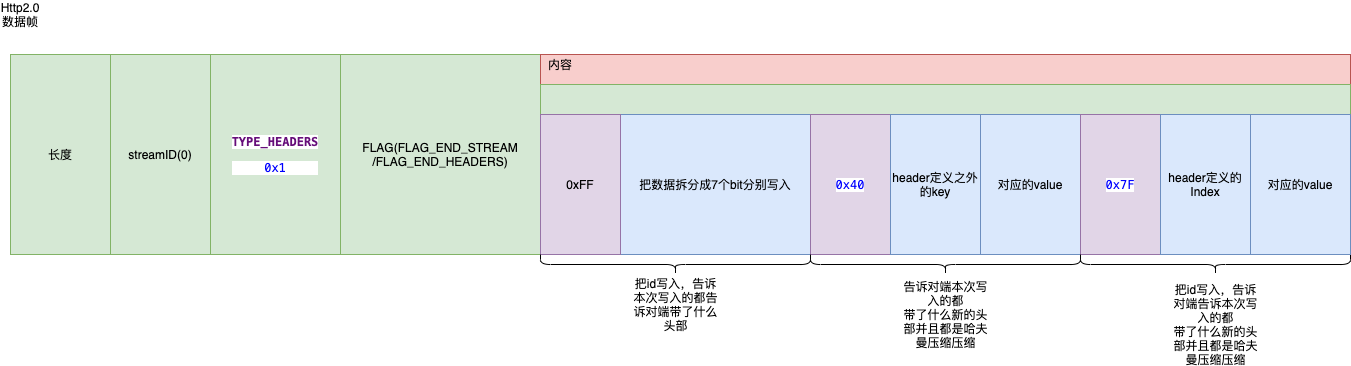 Http2.0
数据帧
内容
长度
streamID(0)
TYPE_HEADERS
0x1
FLAG(FLAG_END_STREAM
/FLAG_END_HEADERS)
0xFF
把数据拆分成7个bit分别写入
0x40
header定义之外
的key
对应的value
0x7F
header定义的
Index
对应的value
把id写入，告诉
本次写入的都告
诉对端带了什么
头部
告诉对端本次写
入的都
带了什么新的头
部并且都是哈夫
曼压缩压缩
把id写入，告诉
对端告诉本次写
入的都
带了什么新的头
部并且都是哈夫
曼压缩压缩